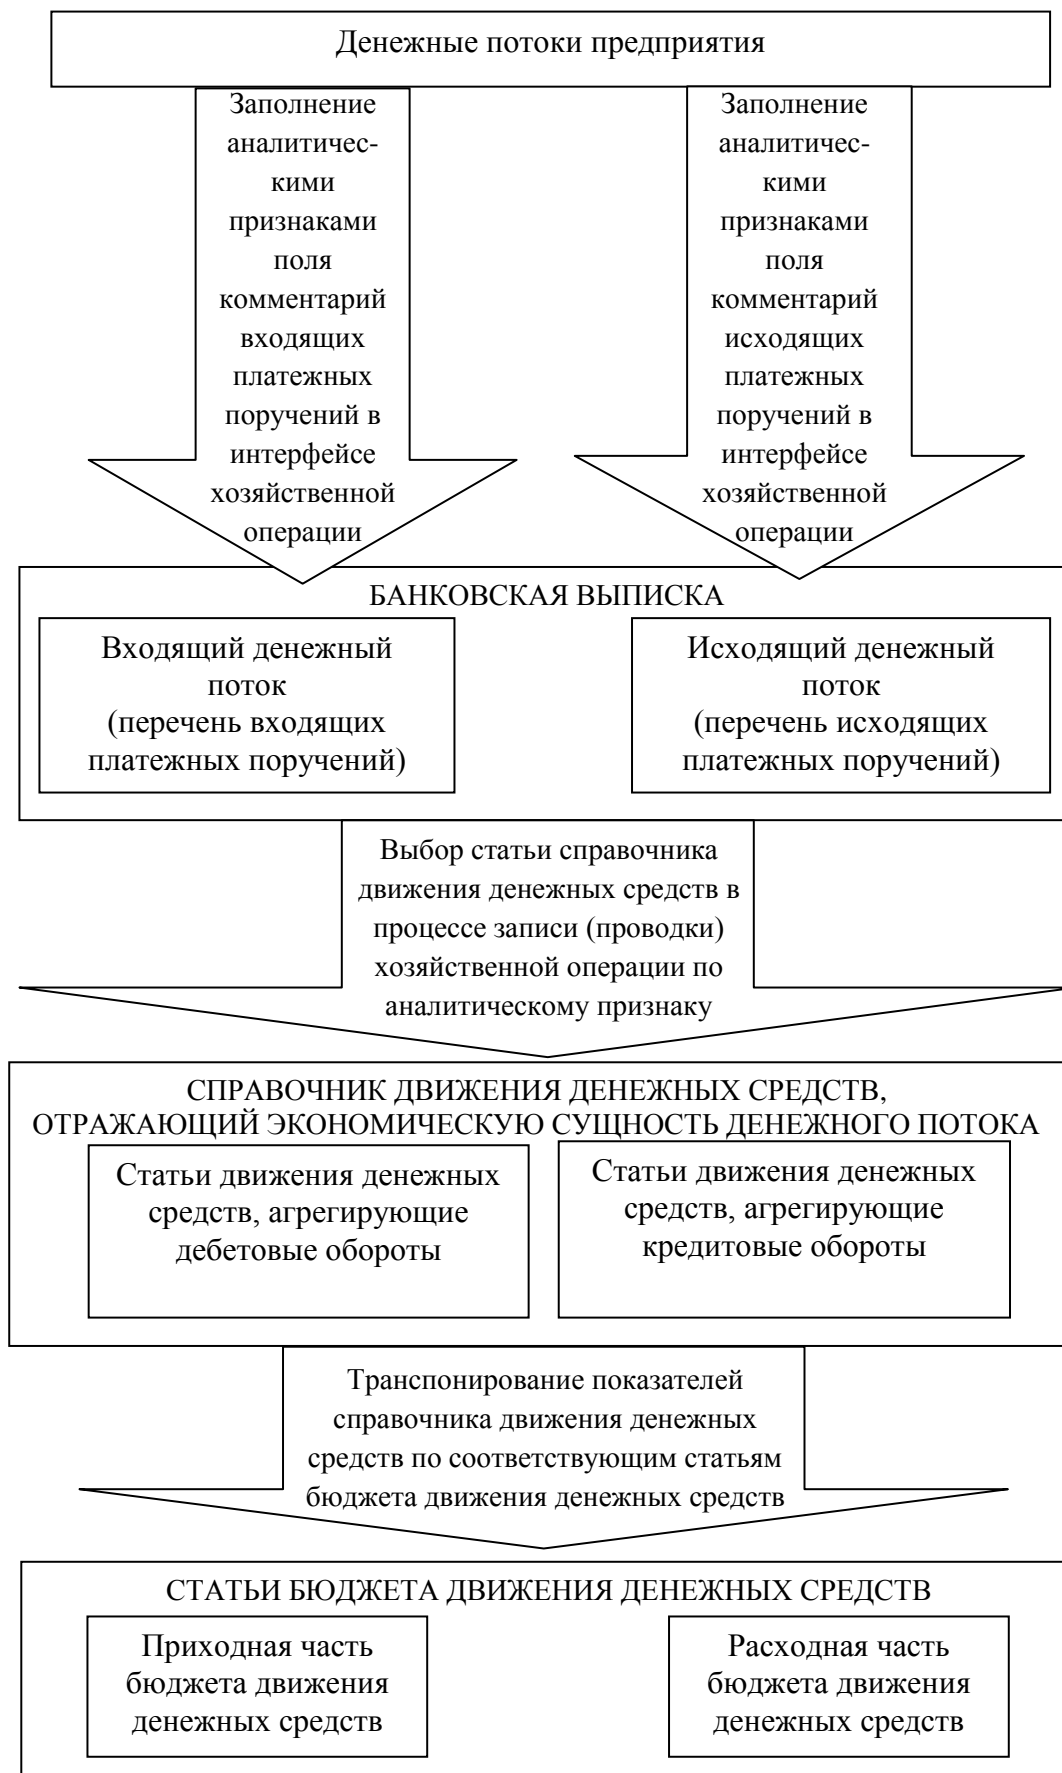 Денежные потоки предприятия
Заполнение
аналитичес-
кими
признаками
поля
комментарий
входящих
платежных
поручений в
интерфейсе
хозяйственной
операции
Заполнение
аналитичес-
кими
признаками
поля
комментарий
исходящих
платежных
поручений в
интерфейсе
хозяйственной
операции
БАНКОВСКАЯ ВЫПИСКА
Входящий денежный
поток
(перечень входящих
платежных поручений)
Исходящий денежный
поток
(перечень исходящих
платежных поручений)
Выбор статьи справочника
движения денежных средств в
процессе записи (проводки)
хозяйственной операции по
аналитическому признаку
СПРАВОЧНИК ДВИЖЕНИЯ ДЕНЕЖНЫХ СРЕДСТВ,
ОТРАЖАЮЩИЙ ЭКОНОМИЧЕСКУЮ СУЩНОСТЬ ДЕНЕЖНОГО ПОТОКА
Статьи движения денежных
средств, агрегирующие
дебетовые обороты
Статьи движения денежных
средств, агрегирующие
кредитовые обороты
Транспонирование показателей
справочника движения денежных
средств по соответствующим статьям
бюджета движения денежных средств
СТАТЬИ БЮДЖЕТА ДВИЖЕНИЯ ДЕНЕЖНЫХ СРЕДСТВ
Приходная часть
бюджета движения
денежных средств
Расходная часть
бюджета движения
денежных средств